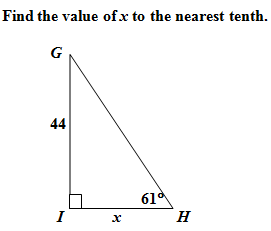 Find the value of x to the nearest tenth.
G
44
61°
I x H